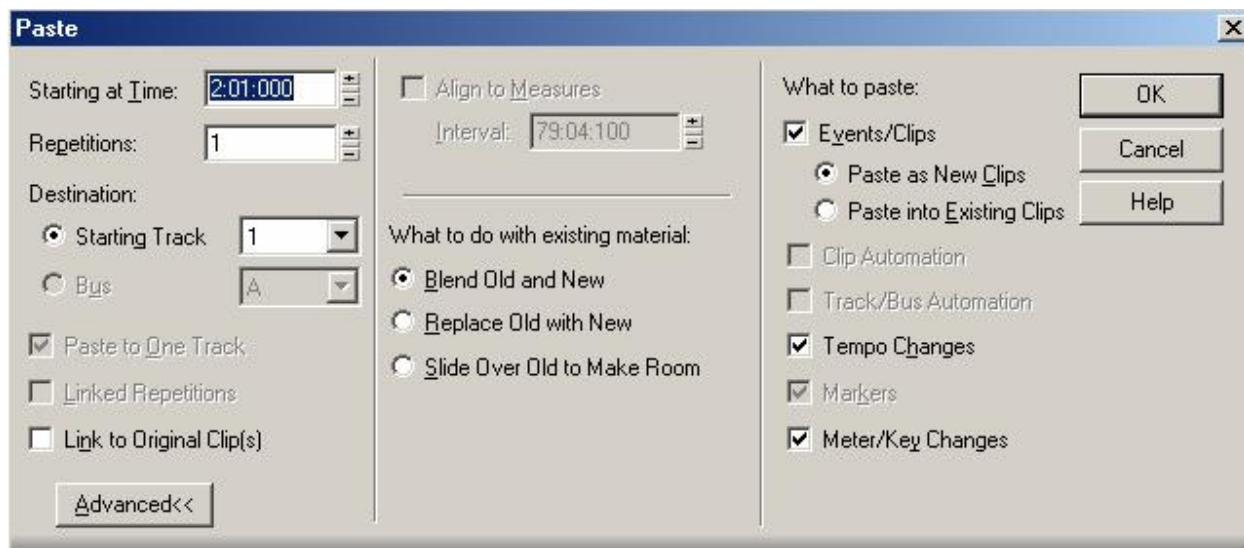 Paste
Starting at Time: 2:01:000
Repetitions: 1
Destination:
Starting Track 1
Bus A
Paste to One Track
Linked Repetitions
Link to Original Clip(s)
Advanced<<
Align to Measures
Interval: 79:04:100
What to do with existing material:
Blend Old and New
Replace Old with New
Slide Over Old to Make Room
What to paste:
Events/Clips
Paste as New Clips
Paste into Existing Clips
Clip Automation
Track/Bus Automation
Tempo Changes
Markers
Meter/Key Changes
OK
Cancel
Help